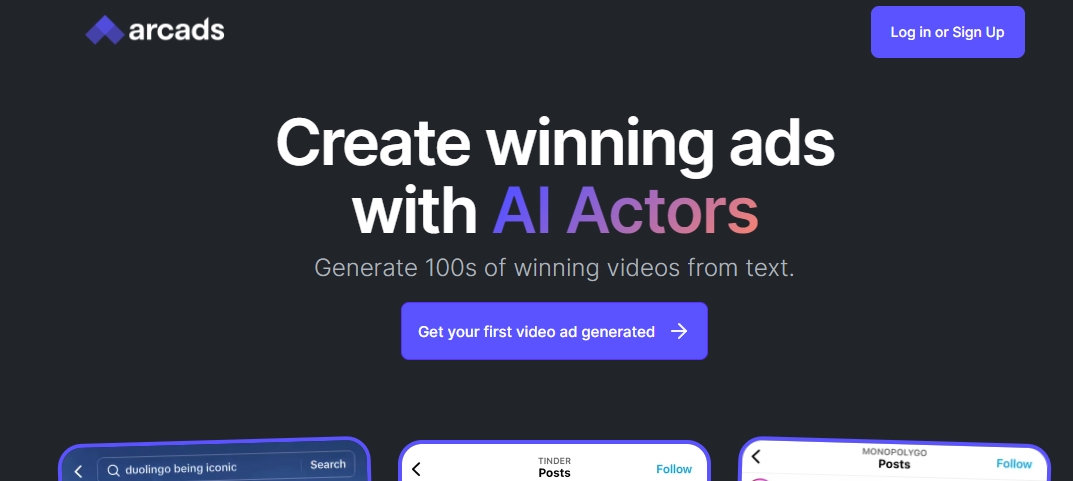 arcads
Log in or Sign Up
Create winning ads
with AI Actors
Generate 100s of winning videos from text.
Get your first video ad generated
duolingo being iconic
Search
TINDER
Posts
Follow
MONOPOLYGO
Posts
Follow